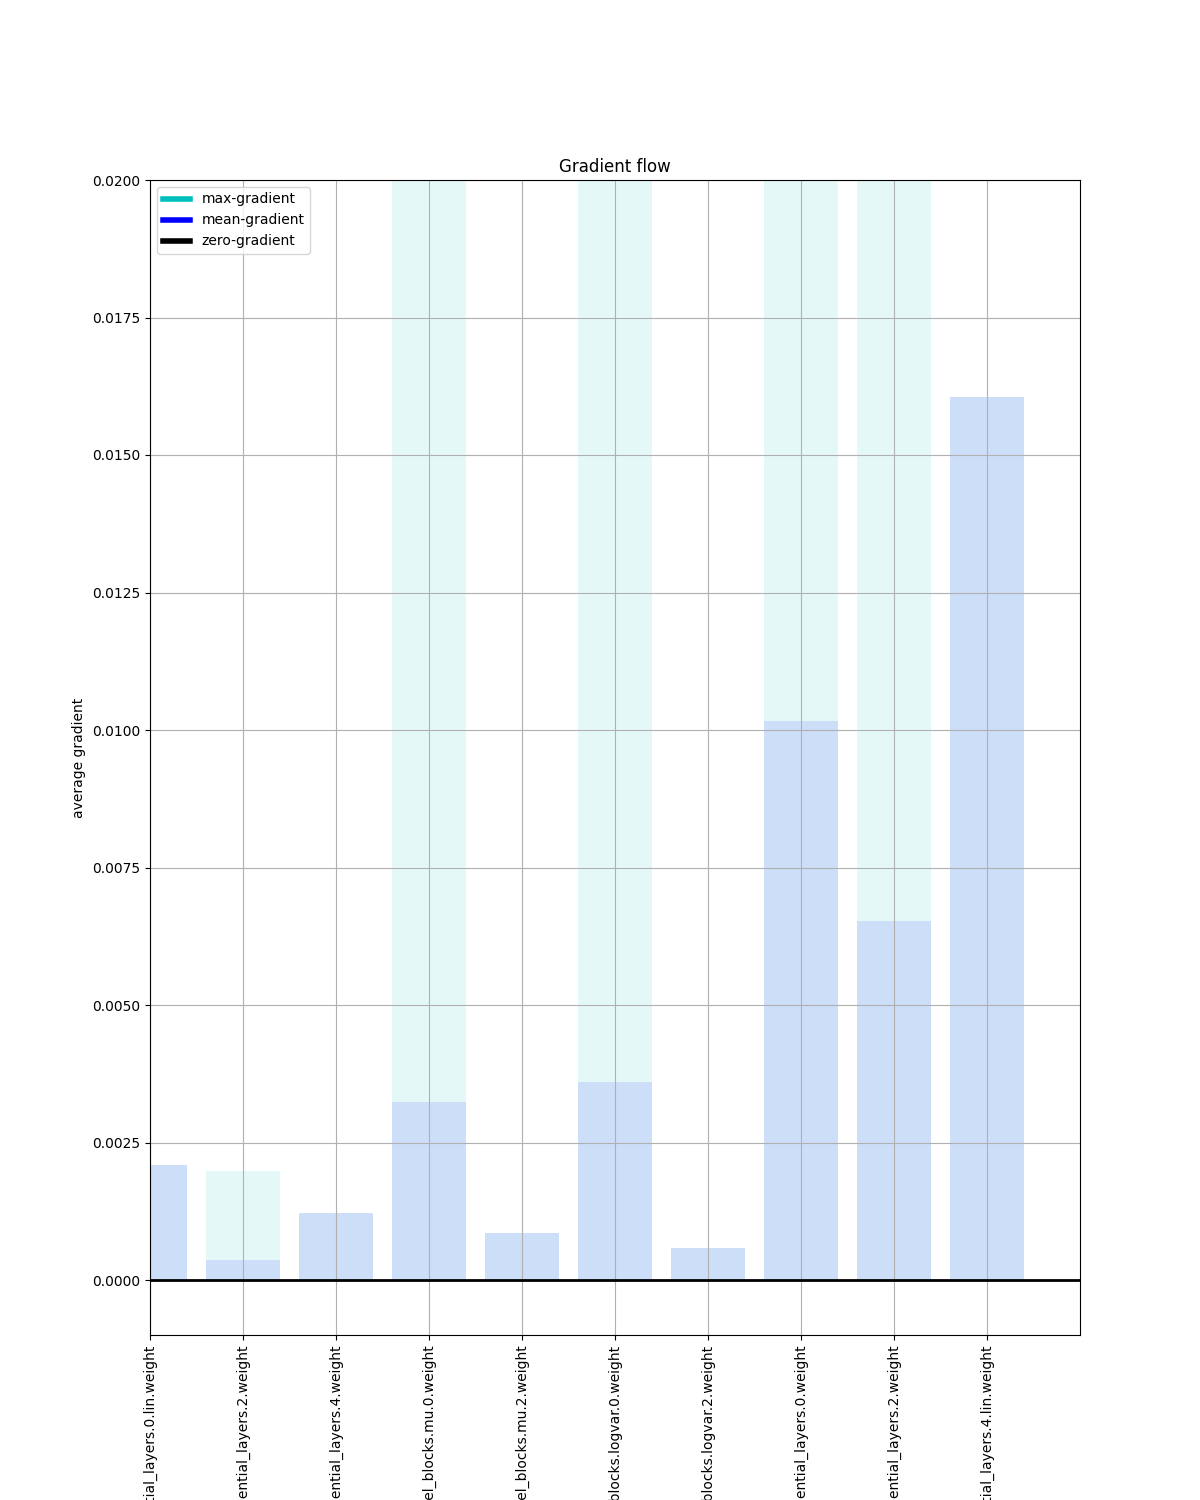 Gradient flow
max-gradient
mean-gradient
zero-gradient
0.0200
0.0175
0.0150
0.0125
0.0100
0.0075
0.0050
0.0025
0.0000
average gradient
tial_layers.0.lin.weight
ential_layers.2.weight
ential_layers.4.weight
el_blocks.mu.0.weight
el_blocks.mu.2.weight
blocks.logvar.0.weight
blocks.logvar.2.weight
ential_layers.0.weight
ential_layers.2.weight
tial_layers.4.lin.weight